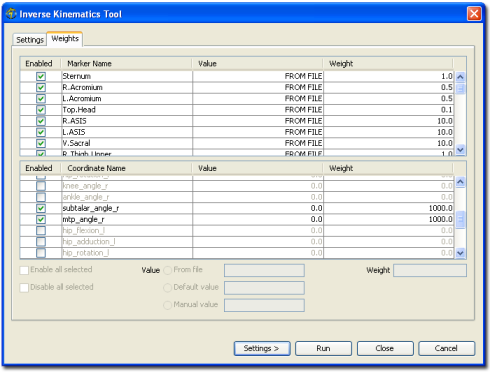 Inverse Kinematics Tool
Settings Weights
Enabled Marker Name Value Weight
Sternum FROM FILE 1.0
R.Acromium FROM FILE 0.5
L.Acromium FROM FILE 0.5
Top.Head FROM FILE 0.1
R.ASIS FROM FILE 10.0
L.ASIS FROM FILE 10.0
V.Sacral FROM FILE 10.0
R.Thigh.Upper FROM FILE 1.0
Enabled Coordinate Name Value Weight
hip_rotation_r 0.0 0.0
knee_angle_r 0.0 0.0
ankle_angle_r 0.0 0.0
subtalar_angle_r 0.0 1000.0
mtp_angle_r 0.0 1000.0
hip_flexion_l 0.0 0.0
hip_adduction_l 0.0 0.0
hip_rotation_l 0.0 0.0
Enable all selected Value From file Weight
Disable all selected Default value
Manual value
Settings > Run Close Cancel